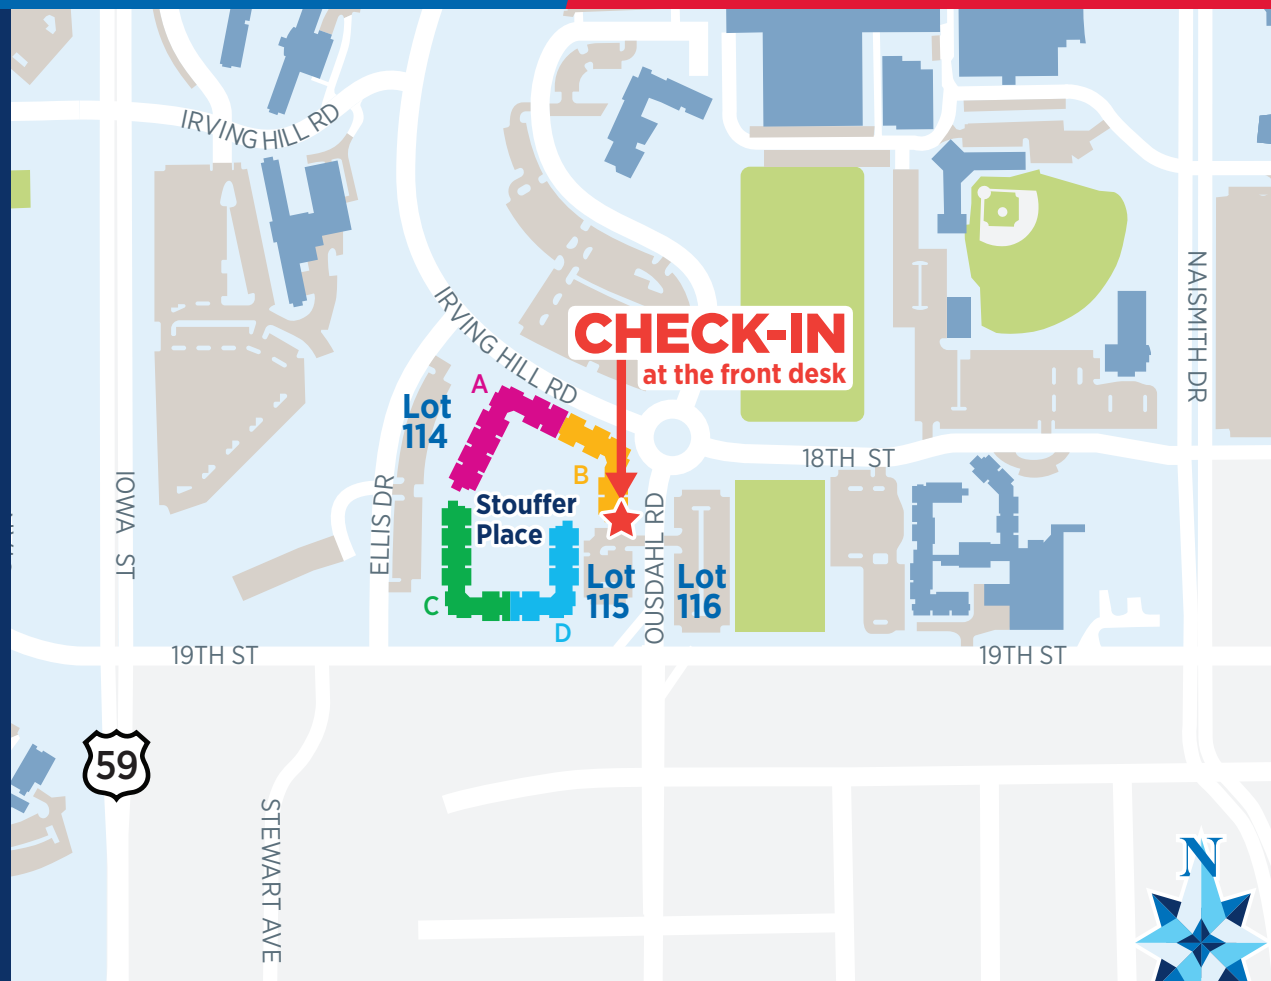 IRVING HILL RD
IRVING HILL RD
NAISMITH DR
CHECK-IN
at the front desk
A
Lot
114
B
18TH ST
IOWA ST
ELLIS DR
Stouffer
Place
OUSDAHL RD
Lot
115
Lot
116
C
D
19TH ST
19TH ST
59
STEWART AVE
N